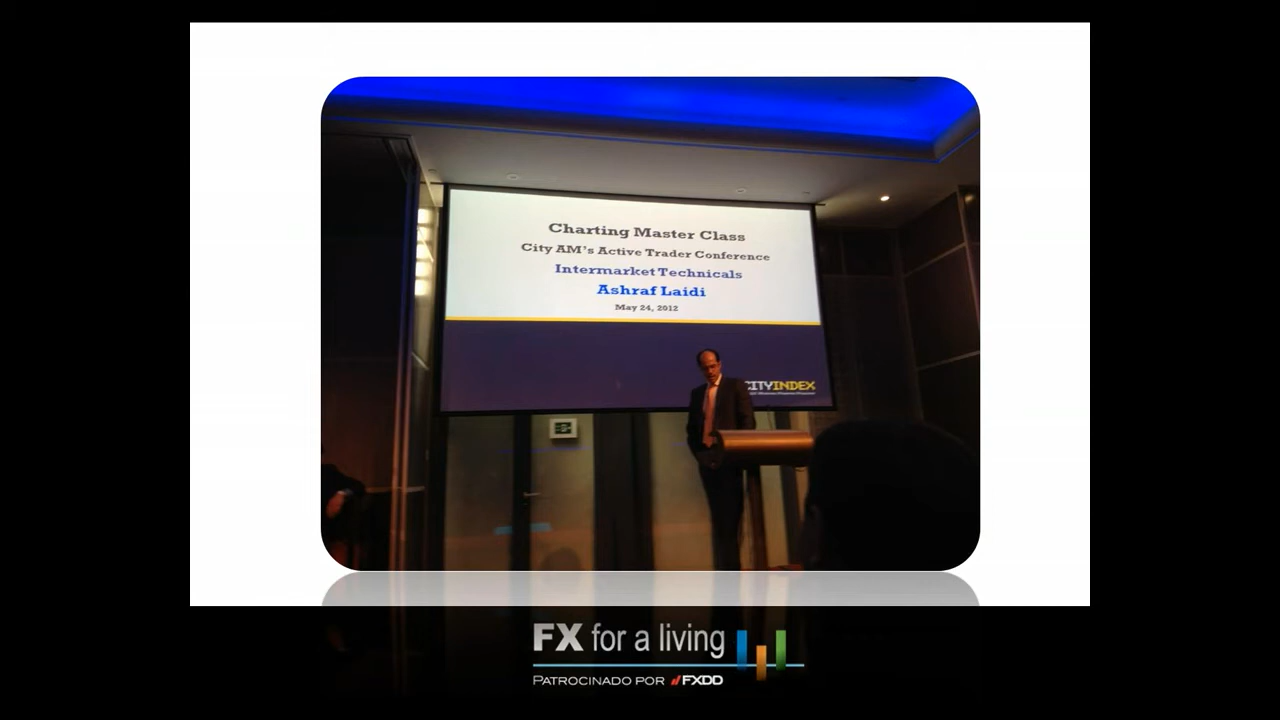 Charting Master Class
City AM's Active Trader Conference
Intermarket Technicals
Ashraf Laidi
May 24, 2012
CITYINDEX
FX for a living
PATROCINADO POR FXDD